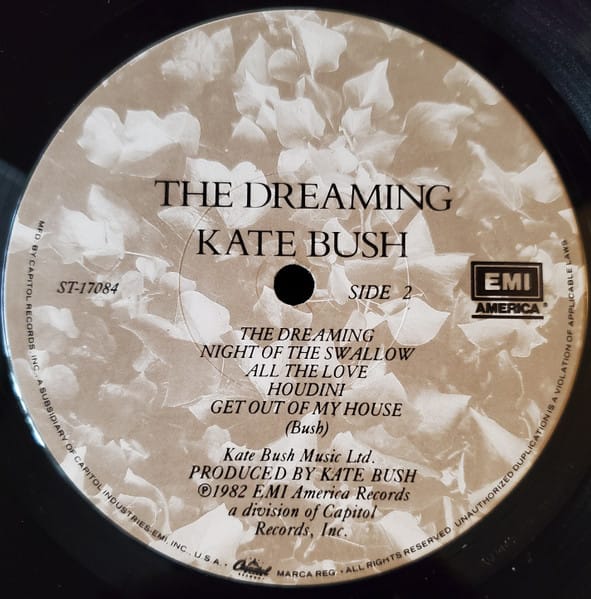 THE DREAMING
KATE BUSH
ST-17084
SIDE 2
EMI
AMERICA®
THE DREAMING
NIGHT OF THE SWALLOW
ALL THE LOVE
HOUDINI
GET OUT OF MY HOUSE
(Bush)
Kate Bush Music Ltd.
PRODUCED BY KATE BUSH
℗1982 EMI America Records
a division of Capitol
Records, Inc.
MFD. BY CAPITOL RECORDS, INC., A SUBSIDIARY OF CAPITOL INDUSTRIES-EMI, INC., U.S.A. • Capitol RECORDS • MARCA REG. • ALL RIGHTS RESERVED. UNAUTHORIZED DUPLICATION IS A VIOLATION OF APPLICABLE LAWS.